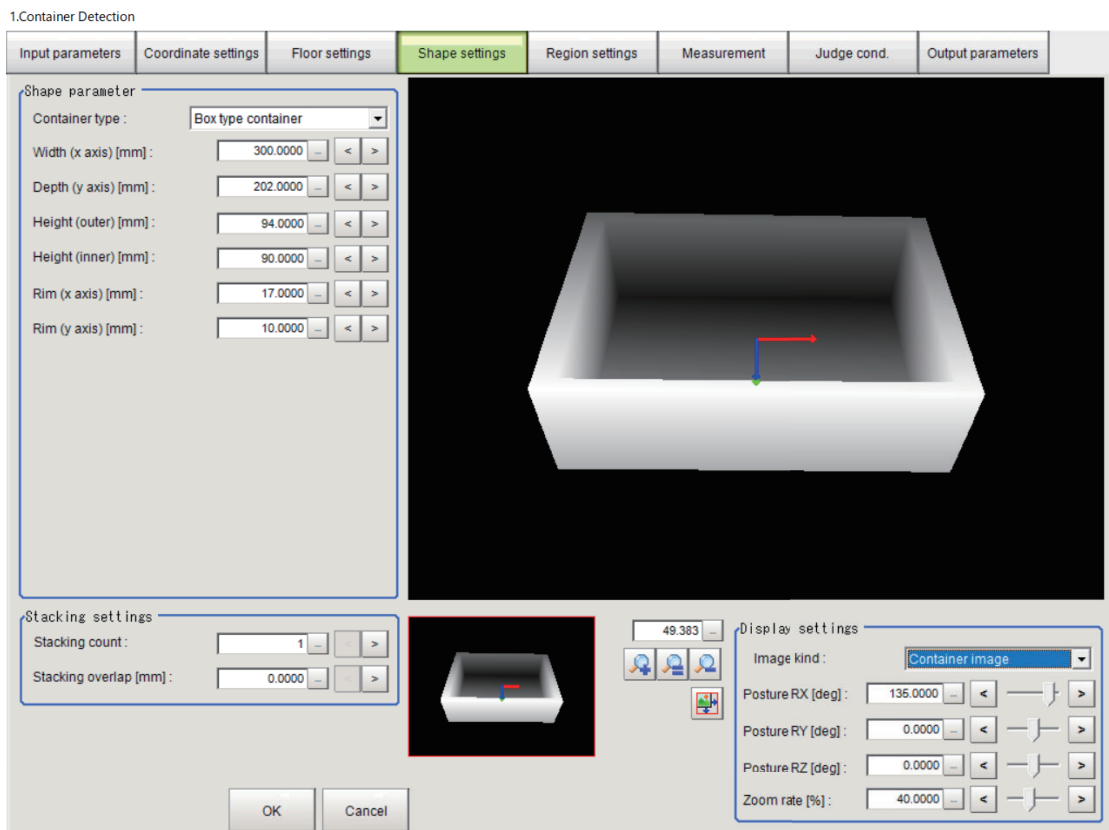 1.Container Detection
Input parameters Coordinate settings Floor settings Shape settings Region settings Measurement Judge cond. Output parameters
Shape parameter
Container type : Box type container
Width (x axis) [mm] : 300.0000 ... < >
Depth (y axis) [mm] : 202.0000 ... < >
Height (outer) [mm] : 94.0000 ... < >
Height (inner) [mm] : 90.0000 ... < >
Rim (x axis) [mm] : 17.0000 ... < >
Rim (y axis) [mm] : 10.0000 ... < >
Stacking settings
Stacking count : 1 ... < >
Stacking overlap [mm] : 0.0000 ... < >
OK Cancel
49.383 ...
Display settings
Image kind : Container image
Posture RX [deg] : 135.0000 ... < >
Posture RY [deg] : 0.0000 ... < >
Posture RZ [deg] : 0.0000 ... < >
Zoom rate [%] : 40.0000 ... < >